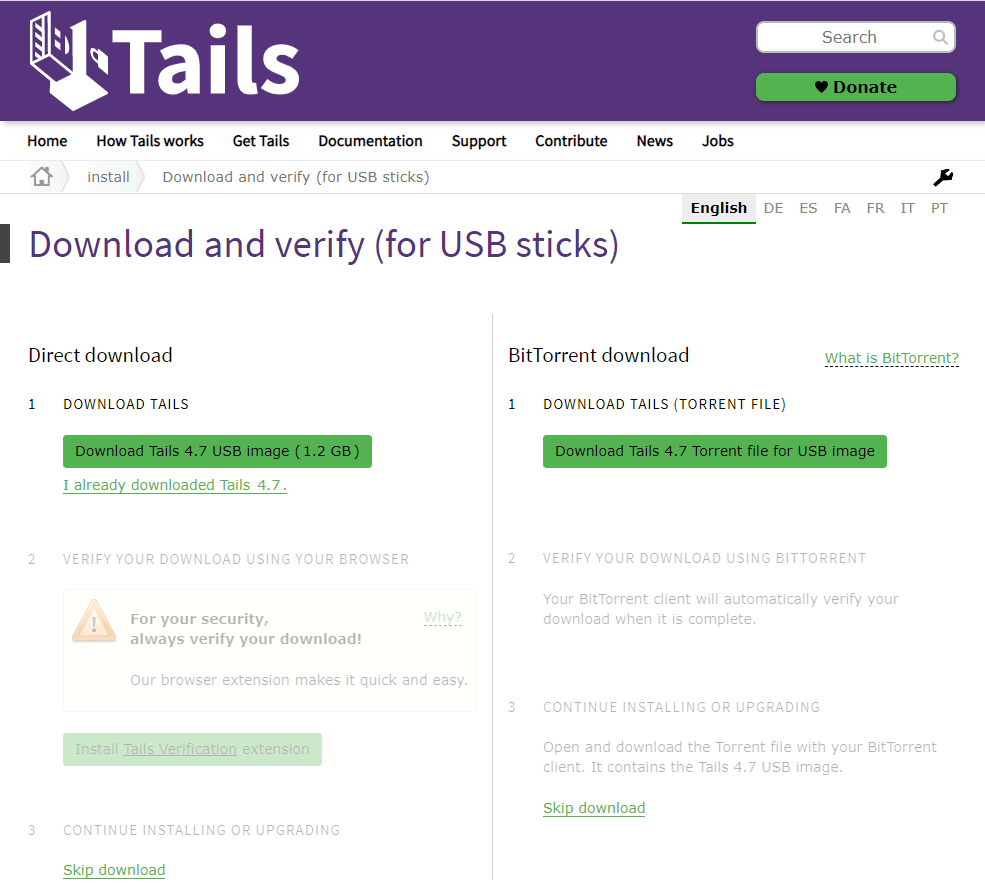 Tails
Search
Donate
Home How Tails works Get Tails Documentation Support Contribute News Jobs
install Download and verify (for USB sticks)
English DE ES FA FR IT PT
Download and verify (for USB sticks)
Direct download
1 DOWNLOAD TAILS
Download Tails 4.7 USB image (1.2 GB)
I already downloaded Tails 4.7.
2 VERIFY YOUR DOWNLOAD USING YOUR BROWSER
For your security,
always verify your download!
Why?
Our browser extension makes it quick and easy.
Install Tails Verification extension
3 CONTINUE INSTALLING OR UPGRADING
Skip download
BitTorrent download
What is BitTorrent?
1 DOWNLOAD TAILS (TORRENT FILE)
Download Tails 4.7 Torrent file for USB image
2 VERIFY YOUR DOWNLOAD USING BITTORRENT
Your BitTorrent client will automatically verify your
download when it is complete.
3 CONTINUE INSTALLING OR UPGRADING
Open and download the Torrent file with your BitTorrent
client. It contains the Tails 4.7 USB image.
Skip download